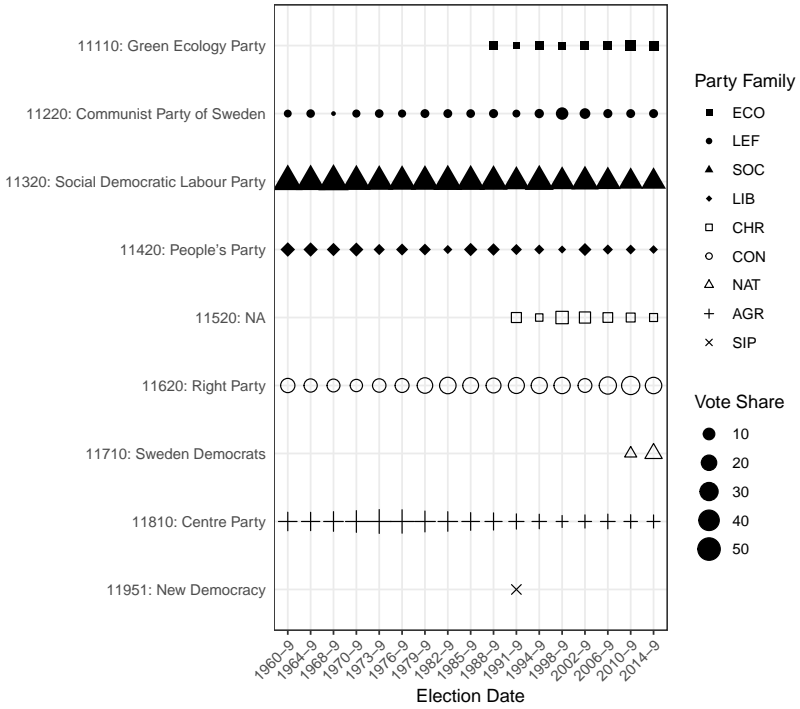 11110: Green Ecology Party
11220: Communist Party of Sweden
11320: Social Democratic Labour Party
11420: People's Party
11520: NA
11620: Right Party
11710: Sweden Democrats
11810: Centre Party
11951: New Democracy
1960–9
1964–9
1968–9
1970–9
1973–9
1976–9
1979–9
1982–9
1985–9
1988–9
1991–9
1994–9
1998–9
2002–9
2006–9
2010–9
2014–9
Election Date
Party Family
ECO
LEF
SOC
LIB
CHR
CON
NAT
AGR
SIP
Vote Share
10
20
30
40
50